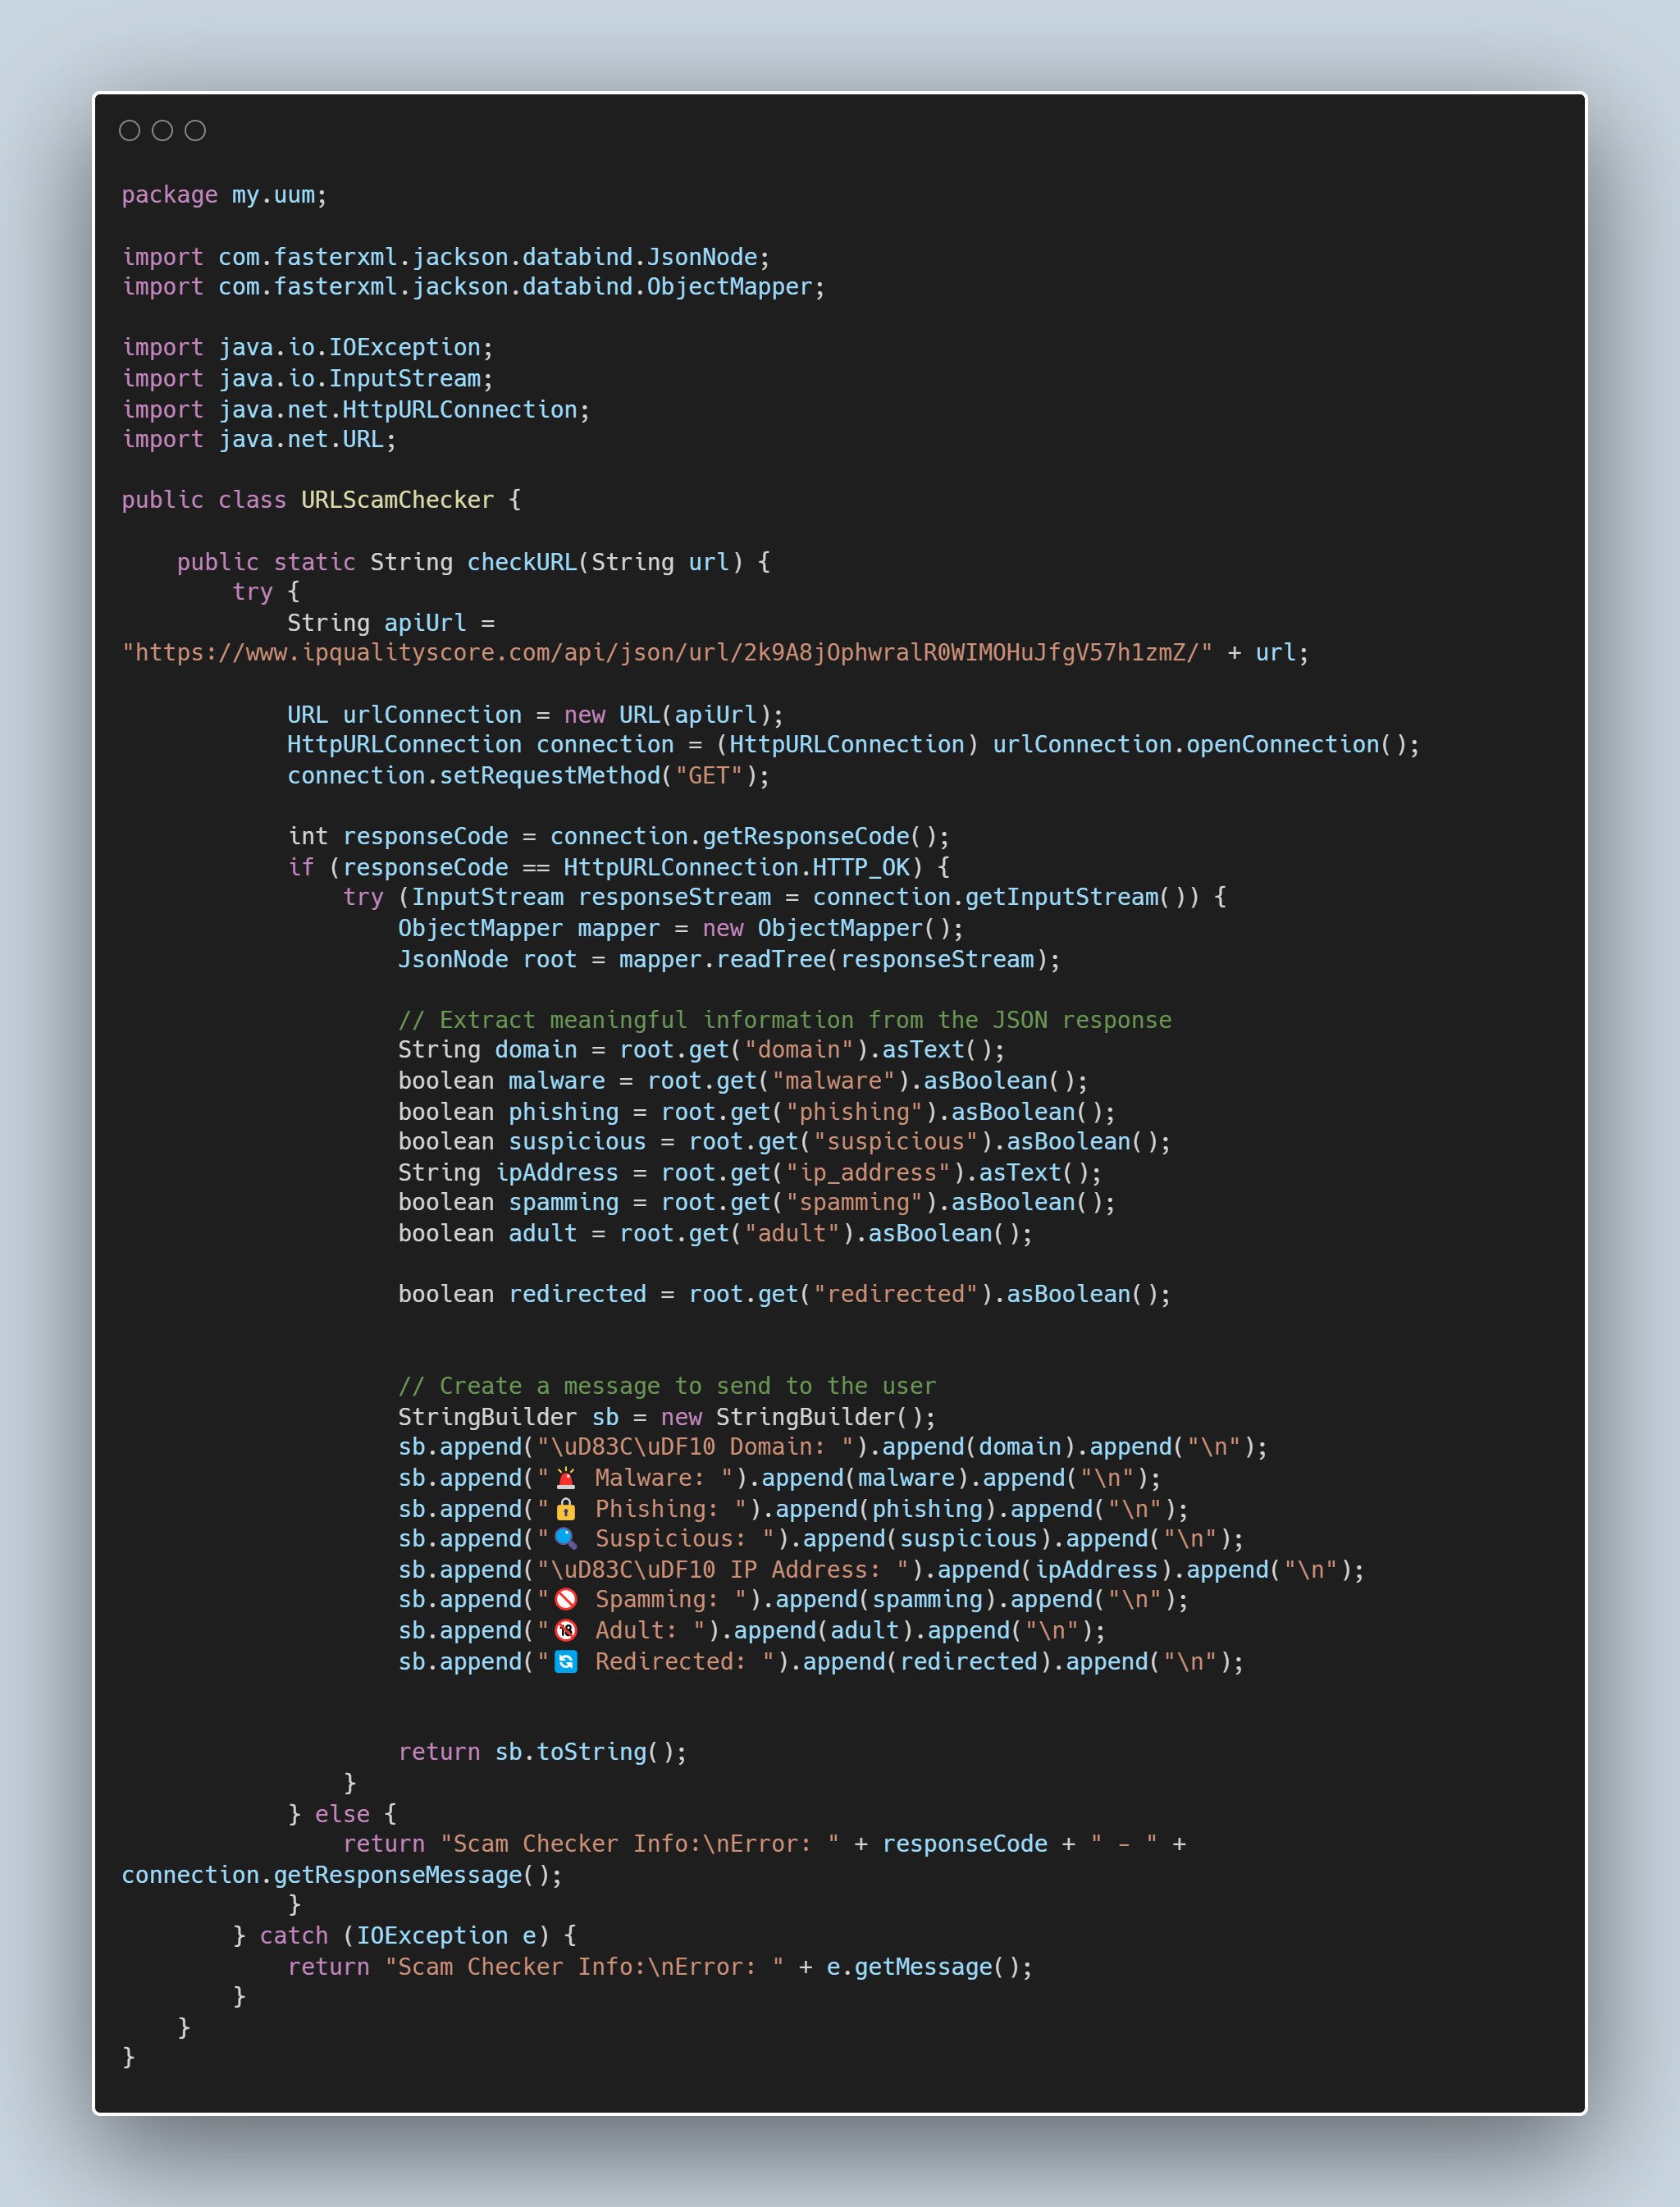 package my.uum;

import com.fasterxml.jackson.databind.JsonNode;
import com.fasterxml.jackson.databind.ObjectMapper;

import java.io.IOException;
import java.io.InputStream;
import java.net.HttpURLConnection;
import java.net.URL;

public class URLScamChecker {

    public static String checkURL(String url) {
        try {
            String apiUrl =
"https://www.ipqualityscore.com/api/json/url/2k9A8jOphwralR0WIMOHuJfgV57h1zmZ/" + url;

            URL urlConnection = new URL(apiUrl);
            HttpURLConnection connection = (HttpURLConnection) urlConnection.openConnection();
            connection.setRequestMethod("GET");

            int responseCode = connection.getResponseCode();
            if (responseCode == HttpURLConnection.HTTP_OK) {
                try (InputStream responseStream = connection.getInputStream()) {
                    ObjectMapper mapper = new ObjectMapper();
                    JsonNode root = mapper.readTree(responseStream);

                    // Extract meaningful information from the JSON response
                    String domain = root.get("domain").asText();
                    boolean malware = root.get("malware").asBoolean();
                    boolean phishing = root.get("phishing").asBoolean();
                    boolean suspicious = root.get("suspicious").asBoolean();
                    String ipAddress = root.get("ip_address").asText();
                    boolean spamming = root.get("spamming").asBoolean();
                    boolean adult = root.get("adult").asBoolean();

                    boolean redirected = root.get("redirected").asBoolean();


                    // Create a message to send to the user
                    StringBuilder sb = new StringBuilder();
                    sb.append("\uD83C\uDF10 Domain: ").append(domain).append("\n");
                    sb.append("🚨 Malware: ").append(malware).append("\n");
                    sb.append("🔒 Phishing: ").append(phishing).append("\n");
                    sb.append("🔍 Suspicious: ").append(suspicious).append("\n");
                    sb.append("\uD83C\uDF10 IP Address: ").append(ipAddress).append("\n");
                    sb.append("🚫 Spamming: ").append(spamming).append("\n");
                    sb.append("🔞 Adult: ").append(adult).append("\n");
                    sb.append("🔄 Redirected: ").append(redirected).append("\n");


                    return sb.toString();
                }
            } else {
                return "Scam Checker Info:\nError: " + responseCode + " - " +
connection.getResponseMessage();
            }
        } catch (IOException e) {
            return "Scam Checker Info:\nError: " + e.getMessage();
        }
    }
}